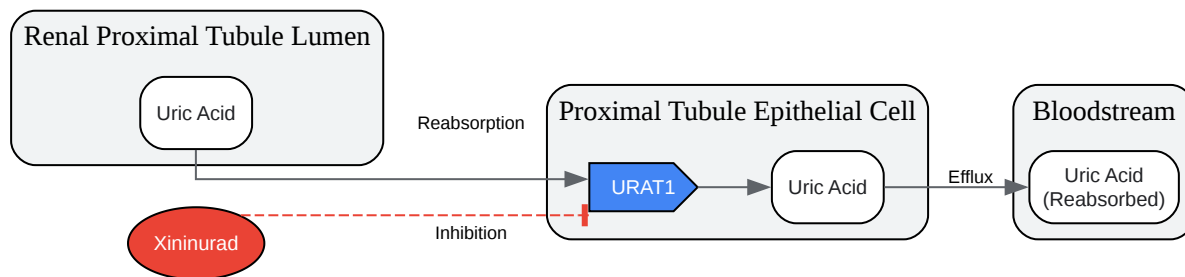 Renal Proximal Tubule Lumen
Uric Acid
Reabsorption
Proximal Tubule Epithelial Cell
URAT1
Uric Acid
Efflux
Bloodstream
Uric Acid
(Reabsorbed)
Xininurad
Inhibition